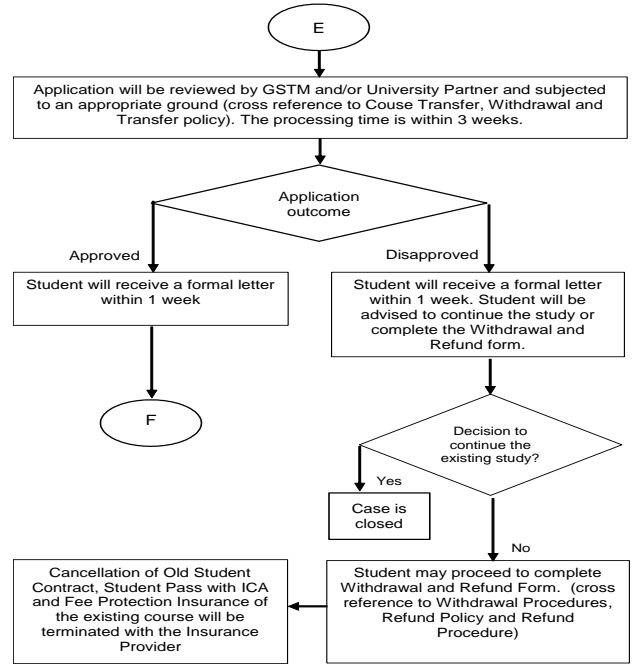 E
Application will be reviewed by GSTM and/or University Partner and subjected
to an appropriate ground (cross reference to Couse Transfer, Withdrawal and
Transfer policy). The processing time is within 3 weeks.
Application
outcome
Approved
Disapproved
Student will receive a formal letter
within 1 week
Student will receive a formal letter
within 1 week. Student will be
advised to continue the study or
complete the Withdrawal and
Refund form.
F
Decision to
continue the
existing study?
Yes
Case is
closed
No
Cancellation of Old Student
Contract, Student Pass with ICA
and Fee Protection Insurance of
the existing course will be
terminated with the Insurance
Provider
Student may proceed to complete
Withdrawal and Refund Form. (cross
reference to Withdrawal Procedures,
Refund Policy and Refund
Procedure)